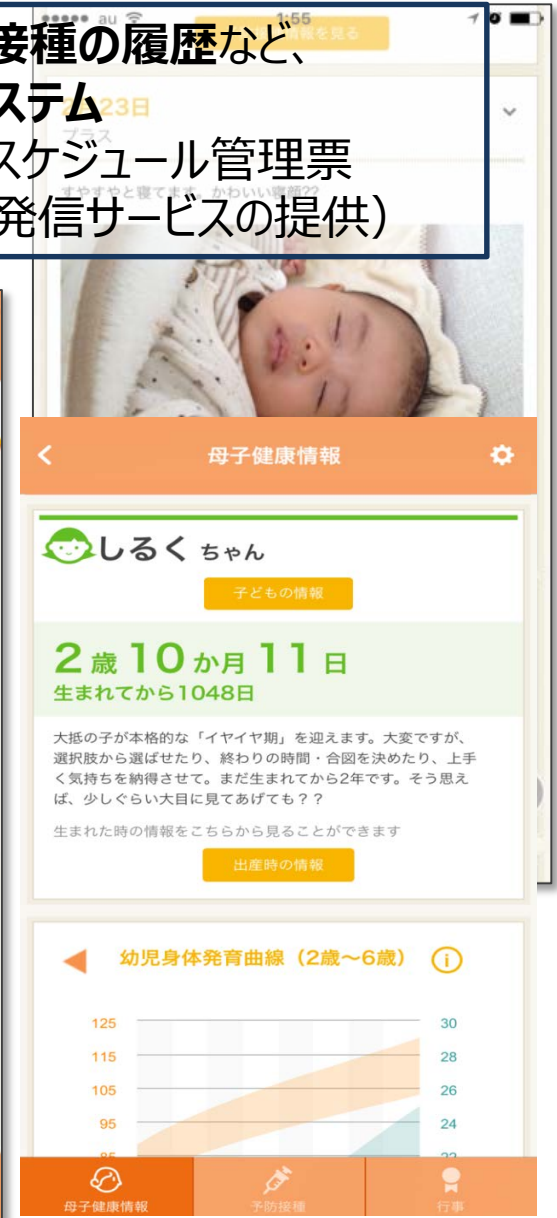 接種の履歴など、
ステム
スケジュール管理票
発信サービスの提供）
au
1:55
情報を見る
23日
プラス
すやすやと寝てます。かわいい寝顔??
母子健康情報
しるく ちゃん
子どもの情報
2 歳 10 か月 11 日
生まれてから1048日
大抵の子が本格的な「イヤイヤ期」を迎えます。大変ですが、
選択肢から選ばせたり、終わりの時間・合図を決めたり、上手
く気持ちを納得させて。まだ生まれてから2年です。そう思え
ば、少しぐらい大目に見てあげても？？
生まれた時の情報をこちらから見ることができます
出産時の情報
幼児身体発育曲線（2歳～6歳）
125 30
115 28
105 26
95 24
85 22
母子健康情報 予防接種 行事